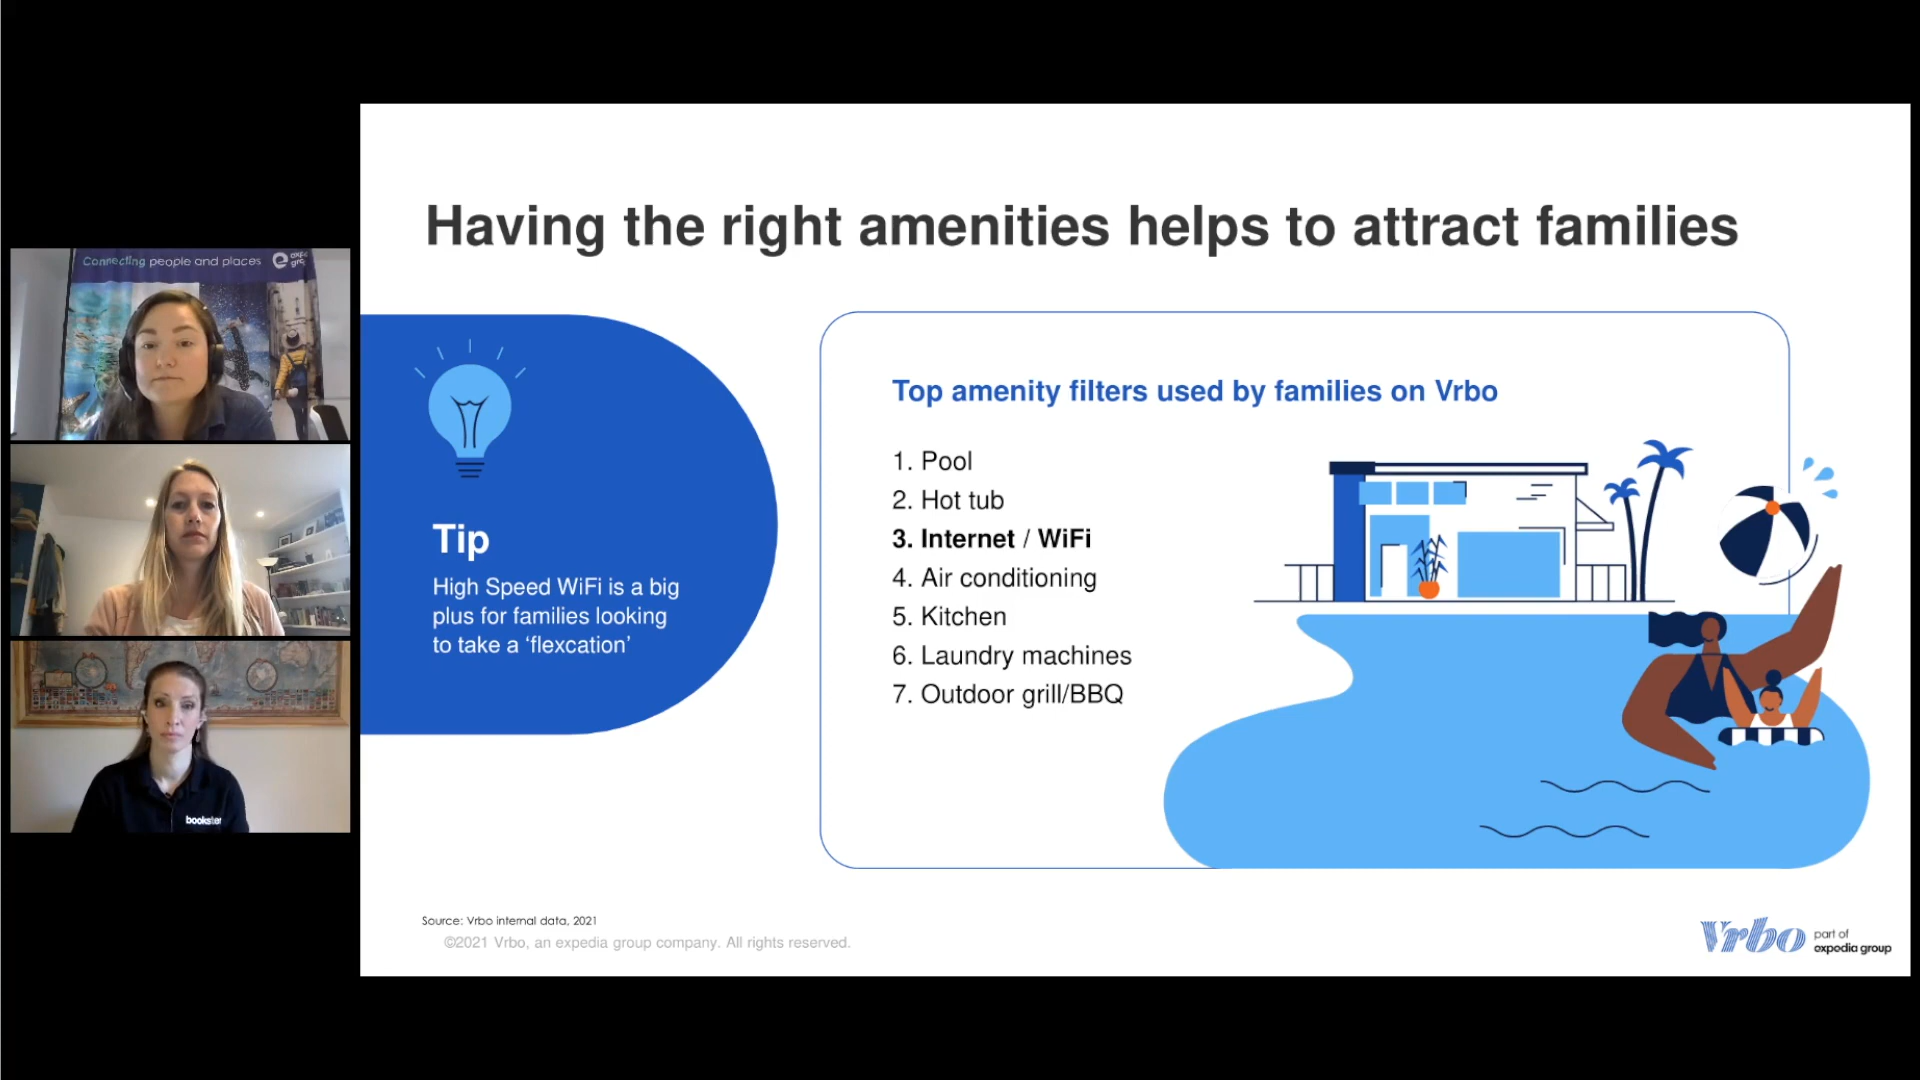 Having the right amenities helps to attract families
Connecting people and places
Tip
High Speed WiFi is a big
plus for families looking
to take a ‘flexcation’
Top amenity filters used by families on Vrbo
1. Pool
2. Hot tub
3. Internet / WiFi
4. Air conditioning
5. Kitchen
6. Laundry machines
7. Outdoor grill/BBQ
Source: Vrbo internal data, 2021
©2021 Vrbo, an expedia group company. All rights reserved.
Vrbo
part of
expedia group